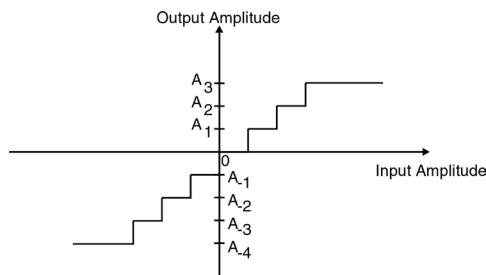 Output Amplitude
A3
A2
A1
0
Input Amplitude
A-1
A-2
A-3
A-4